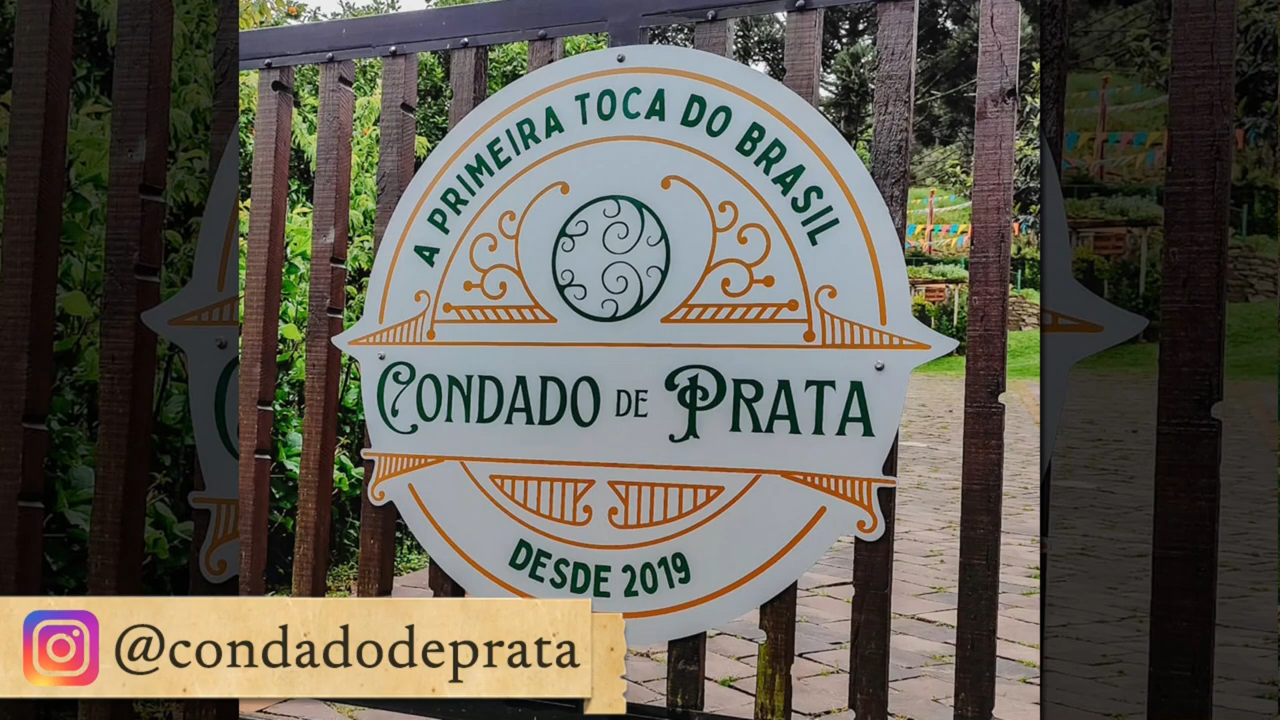 A PRIMEIRA TOCA DO BRASIL
CONDADO DE PRATA
DESDE 2019
@condadodeprata